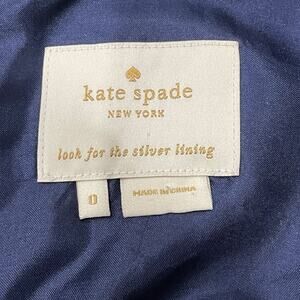 kate spade
NEW YORK
look for the silver lining
0
MADE IN CHINA